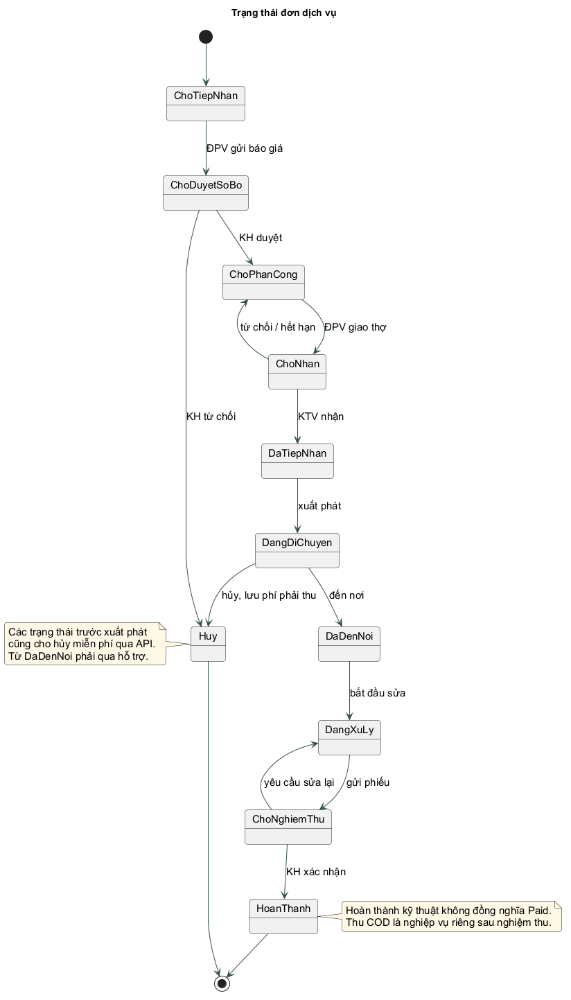 Trạng thái đơn dịch vụ
ChoTiepNhan
ĐPV gửi báo giá
ChoDuyetSoBo
KH duyệt
ChoPhanCong
từ chối / hết hạn
ĐPV giao thợ
ChoNhan
KH từ chối
KTV nhận
DaTiepNhan
xuất phát
DangDiChuyen
hủy, lưu phí phải thu
đến nơi
Các trạng thái trước xuất phát
cũng cho hủy miễn phí qua API.
Từ DaDenNoi phải qua hỗ trợ.
Huy
DaDenNoi
bắt đầu sửa
DangXuLy
yêu cầu sửa lại
gửi phiếu
ChoNghiemThu
KH xác nhận
HoanThanh
Hoàn thành kỹ thuật không đồng nghĩa Paid.
Thu COD là nghiệp vụ riêng sau nghiệm thu.